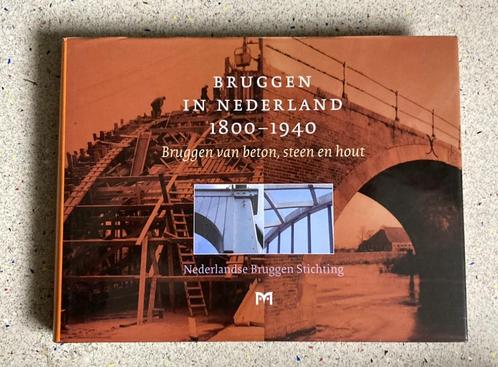 BRUGGEN
IN NEDERLAND
1800–1940
Bruggen van beton, steen en hout
Nederlandse Bruggen Stichting
M